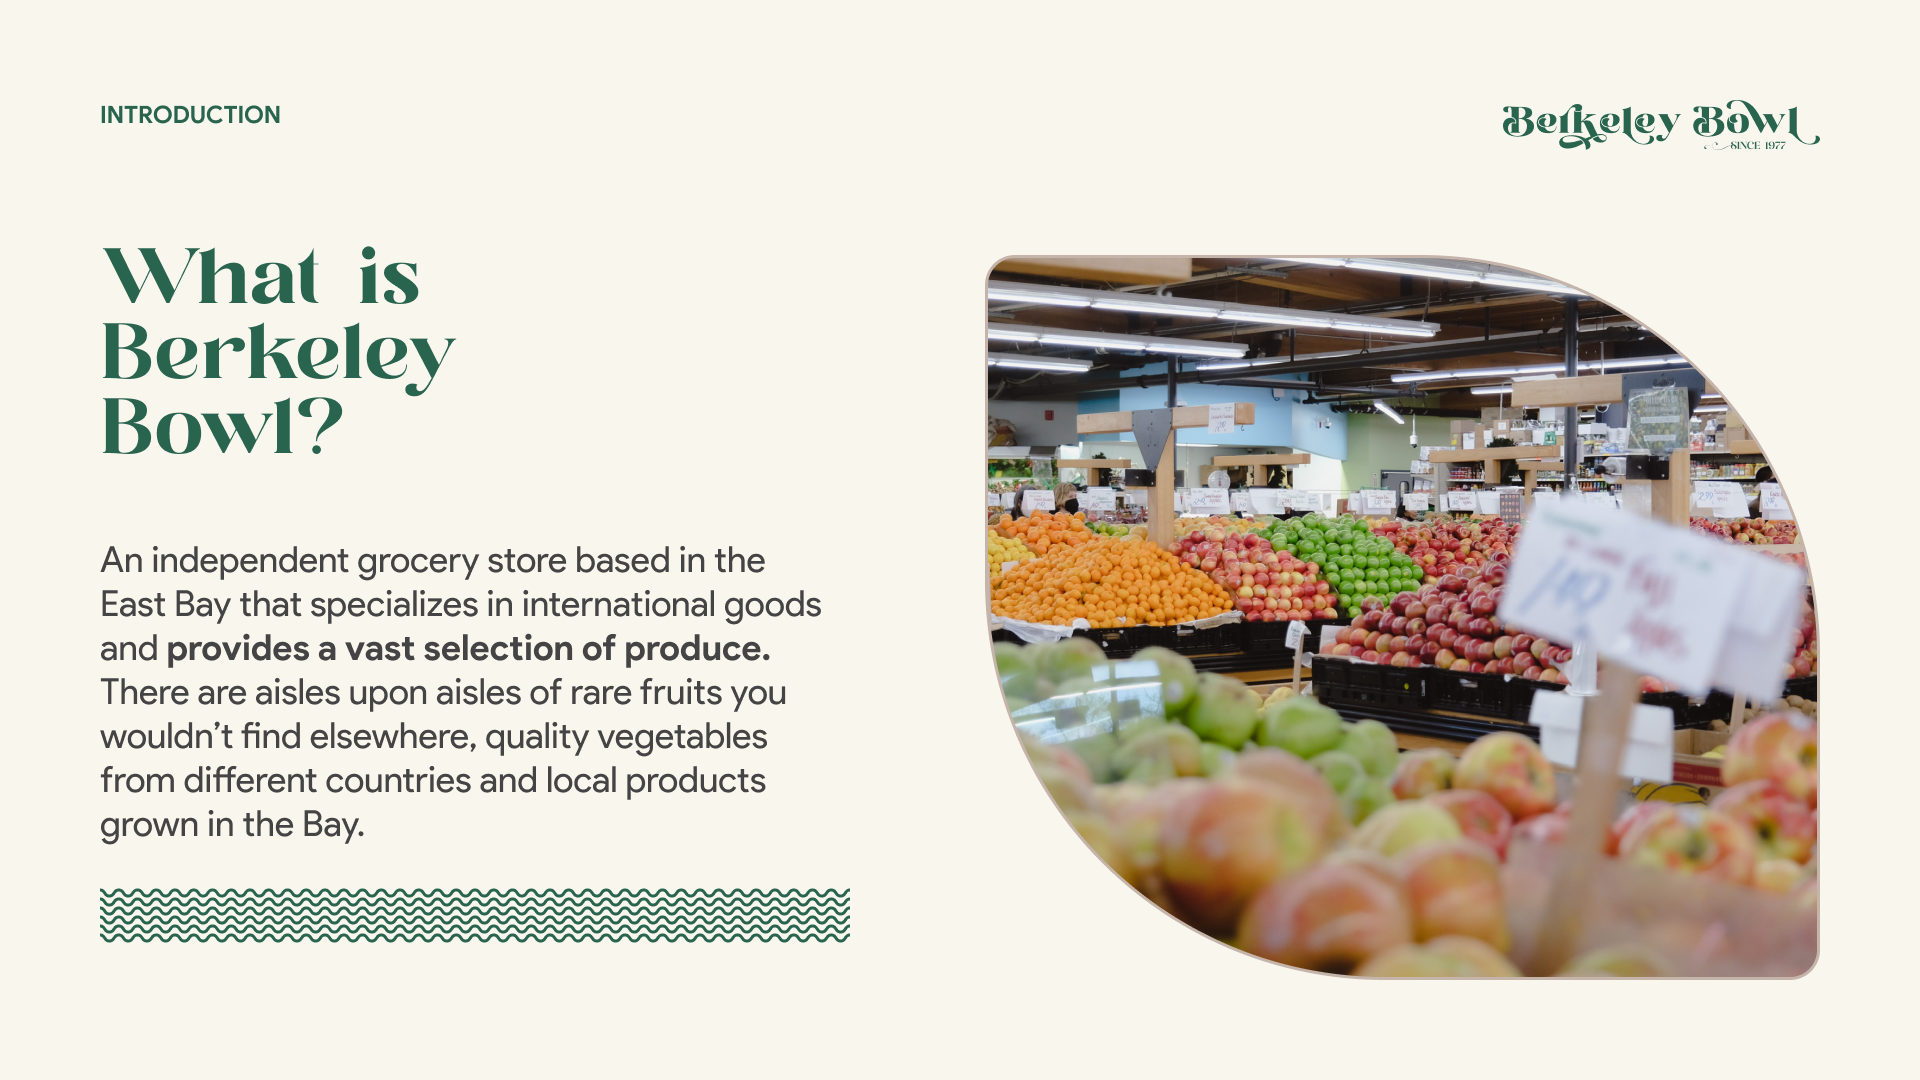 INTRODUCTION
Berkeley Bowl
SINCE 1977
What is
Berkeley
Bowl?
An independent grocery store based in the
East Bay that specializes in international goods
and provides a vast selection of produce.
There are aisles upon aisles of rare fruits you
wouldn’t find elsewhere, quality vegetables
from different countries and local products
grown in the Bay.